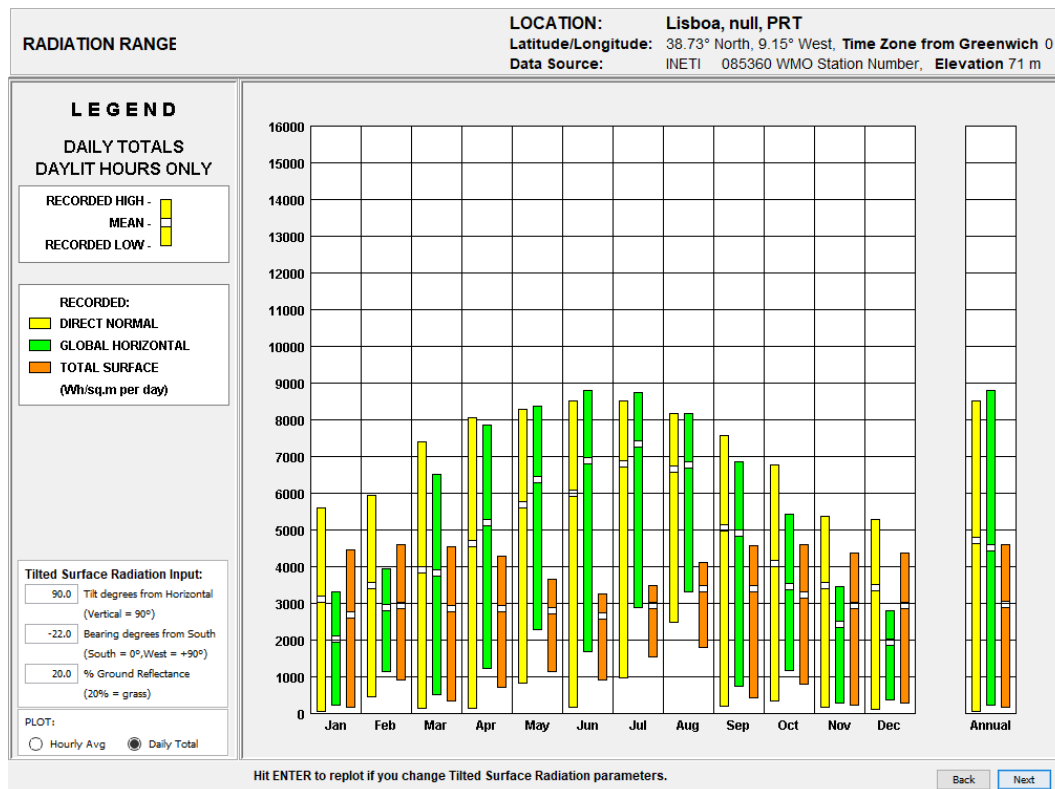 RADIATION RANGE
LOCATION: Lisboa, null, PRT
Latitude/Longitude: 38.73° North, 9.15° West, Time Zone from Greenwich 0
Data Source: INETI 085360 WMO Station Number, Elevation 71 m
LEGEND
DAILY TOTALS
DAYLIT HOURS ONLY
RECORDED HIGH -
MEAN -
RECORDED LOW -
RECORDED:
DIRECT NORMAL
GLOBAL HORIZONTAL
TOTAL SURFACE
(Wh/sq.m per day)
Tilted Surface Radiation Input:
90.0 Tilt degrees from Horizontal
(Vertical = 90º)
-22.0 Bearing degrees from South
(South = 0º,West = +90º)
20.0 % Ground Reflectance
(20% = grass)
PLOT:
Hourly Avg Daily Total
16000
15000
14000
13000
12000
11000
10000
9000
8000
7000
6000
5000
4000
3000
2000
1000
0
Jan Feb Mar Apr May Jun Jul Aug Sep Oct Nov Dec Annual
Hit ENTER to replot if you change Tilted Surface Radiation parameters.
Back Next